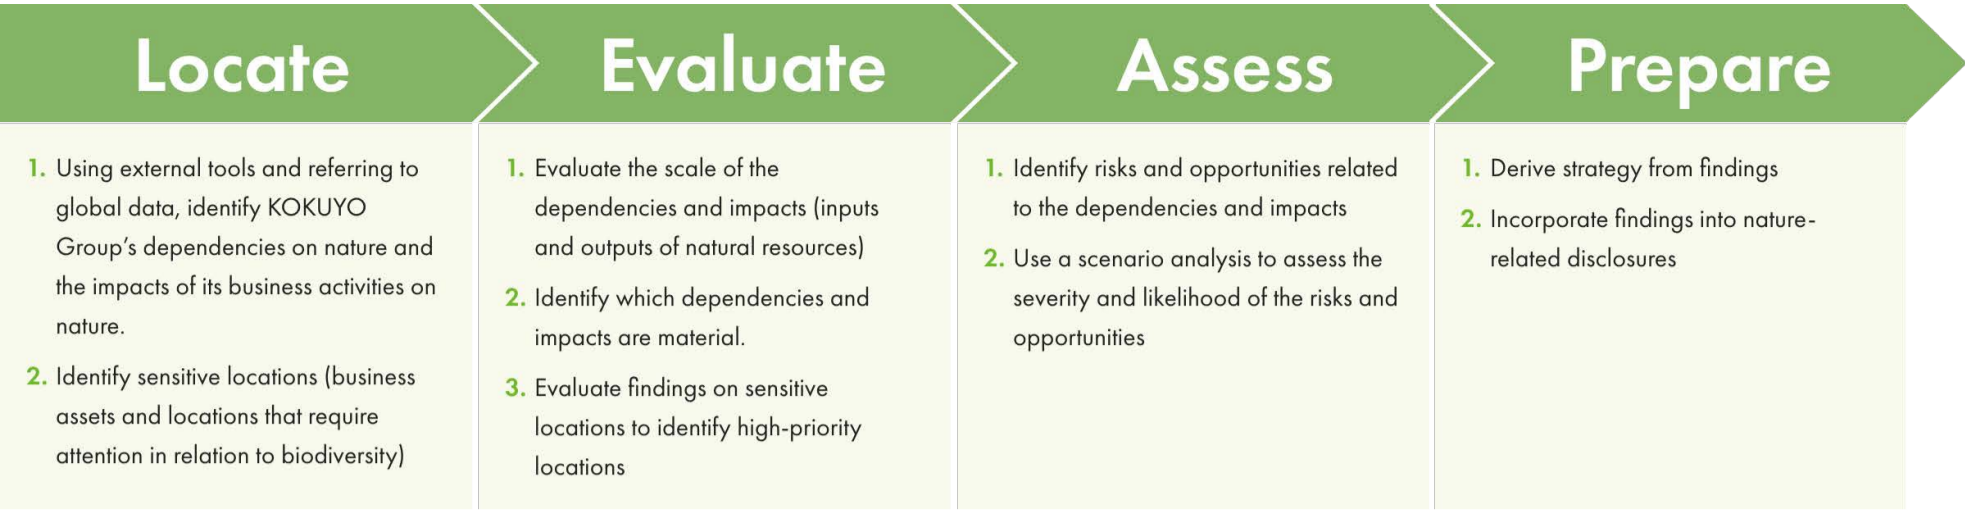 Locate
Evaluate
Assess
Prepare
1. Using external tools and referring to
global data, identify KOKUYO
Group's dependencies on nature and
the impacts of its business activities on
nature.
2. Identify sensitive locations (business
assets and locations that require
attention in relation to biodiversity)
1. Evaluate the scale of the
dependencies and impacts (inputs
and outputs of natural resources)
2. Identify which dependencies and
impacts are material.
3. Evaluate findings on sensitive
locations to identify high-priority
locations
1. Identify risks and opportunities related
to the dependencies and impacts
2. Use a scenario analysis to assess the
severity and likelihood of the risks and
opportunities
1. Derive strategy from findings
2. Incorporate findings into nature-
related disclosures